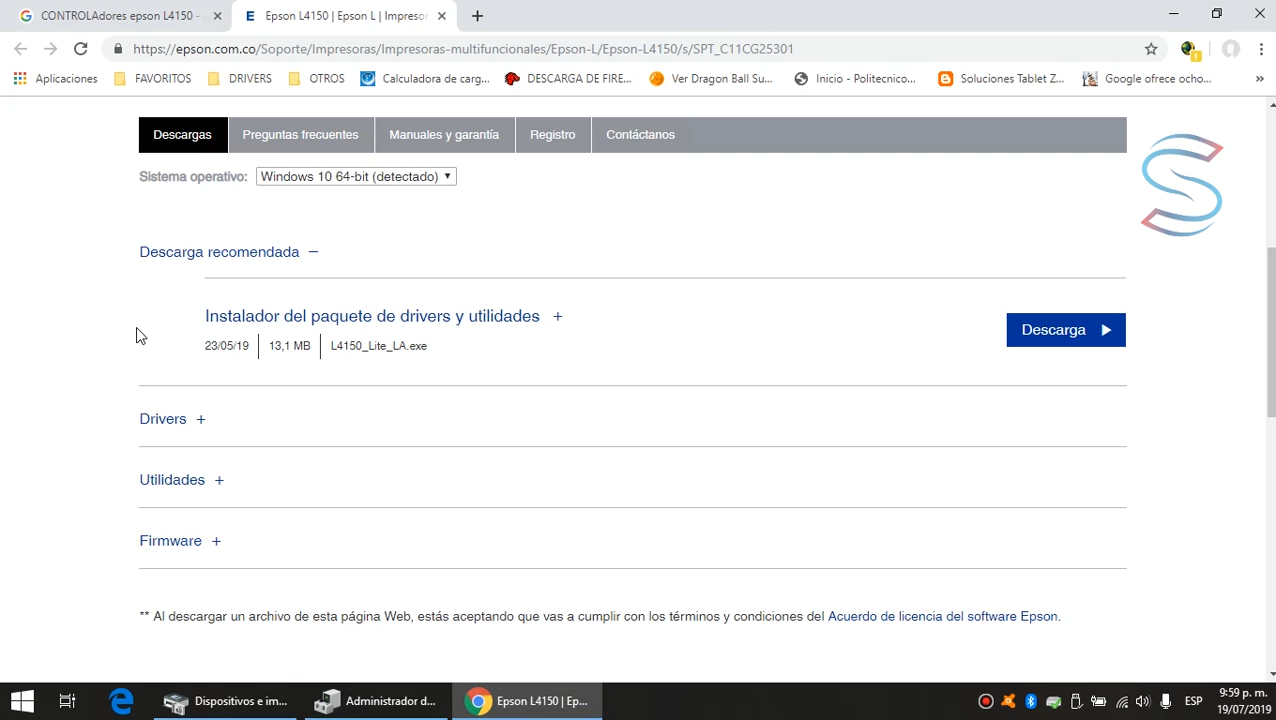 CONTROLAdores epson L4150 -
Epson L4150 | Epson L | Impresor
https://epson.com.co/Soporte/Impresoras/Impresoras-multifuncionales/Epson-L/Epson-L4150/s/SPT_C11CG25301
Aplicaciones FAVORITOS DRIVERS OTROS Calculadora de carg... DESCARGA DE FIRE... Ver Dragon Ball Su... Inicio - Politecnico... Soluciones Tablet Z... Google ofrece ocho... »
Descargas Preguntas frecuentes Manuales y garantía Registro Contáctanos
Sistema operativo: Windows 10 64-bit (detectado)
Descarga recomendada –
Instalador del paquete de drivers y utilidades +
Descarga
23/05/19 13,1 MB L4150_Lite_LA.exe
Drivers +
Utilidades +
Firmware +
** Al descargar un archivo de esta página Web, estás aceptando que vas a cumplir con los términos y condiciones del Acuerdo de licencia del software Epson.
Dispositivos e im... Administrador d... Epson L4150 | Ep... ESP 9:59 p. m.
19/07/2019